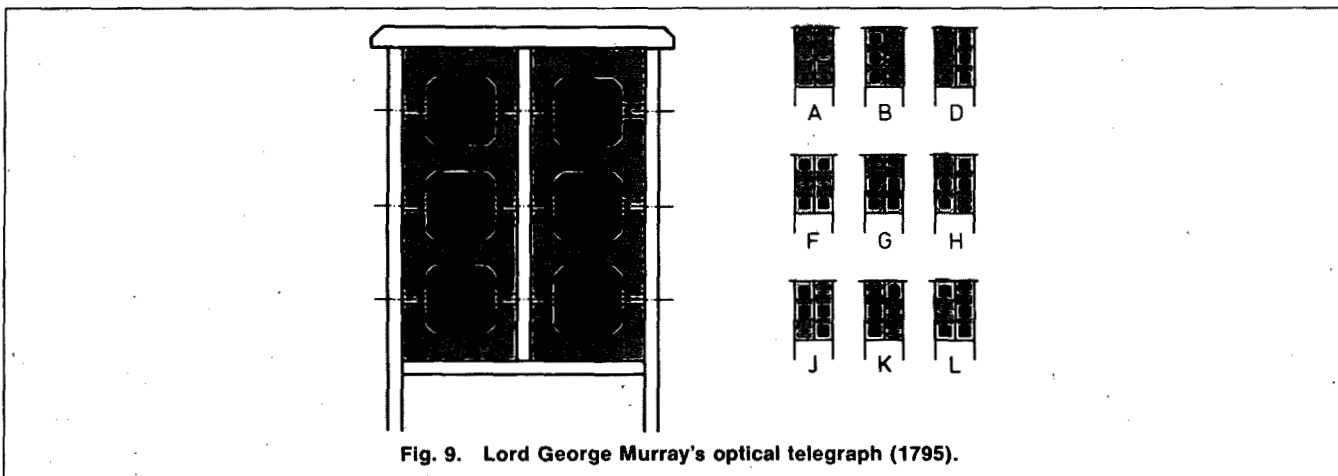 A B D
F G H
J K L
Fig. 9. Lord George Murray's optical telegraph (1795).